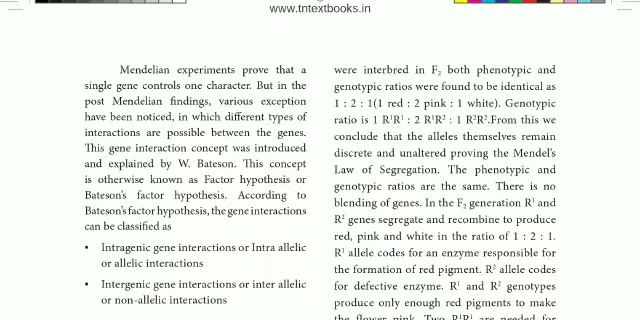 www.tntextbooks.in
Mendelian experiments prove that a
single gene controls one character. But in the
post Mendelian findings, various exception
have been noticed, in which different types of
interactions are possible between the genes.
This gene interaction concept was introduced
and explained by W. Bateson. This concept
is otherwise known as Factor hypothesis or
Bateson's factor hypothesis. According to
Bateson's factor hypothesis, the gene interactions
can be classified as
• Intragenic gene interactions or Intra allelic
or allelic interactions
• Intergenic gene interactions or inter allelic
or non-allelic interactions
were interbred in F₂ both phenotypic and
genotypic ratios were found to be identical as
1 : 2 : 1(1 red : 2 pink : 1 white). Genotypic
ratio is 1 R¹R¹ : 2 R¹R² : 1 R²R².From this we
conclude that the alleles themselves remain
discrete and unaltered proving the Mendel's
Law of Segregation. The phenotypic and
genotypic ratios are the same. There is no
blending of genes. In the F₂ generation R¹ and
R² genes segregate and recombine to produce
red, pink and white in the ratio of 1 : 2 : 1.
R¹ allele codes for an enzyme responsible for
the formation of red pigment. R² allele codes
for defective enzyme. R¹ and R² genotypes
produce only enough red pigments to make
the flower pink. Two R¹R¹ are needed for